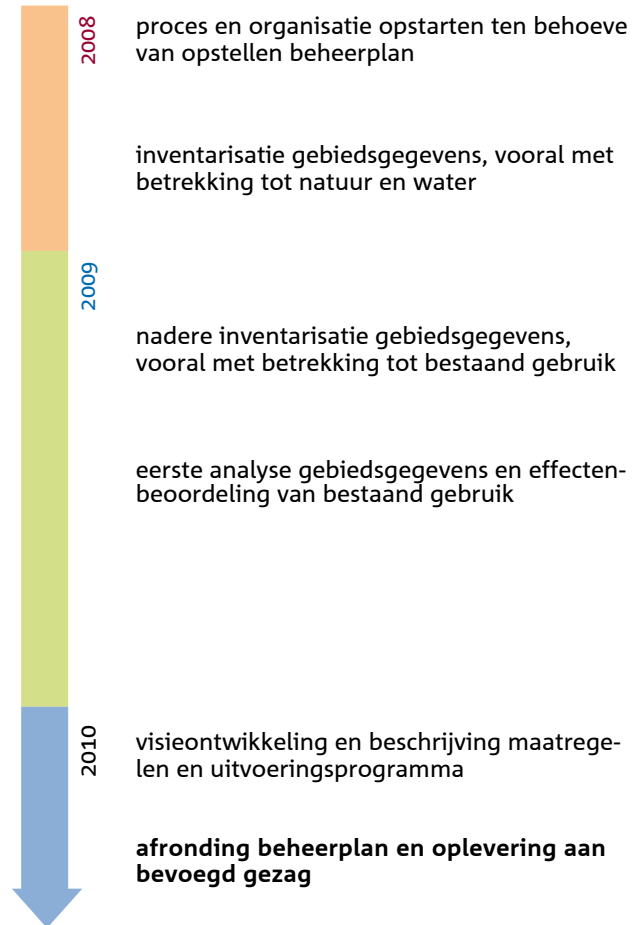 2008
proces en organisatie opstarten ten behoeve
van opstellen beheerplan
inventarisatie gebiedsgegevens, vooral met
betrekking tot natuur en water
2009
nadere inventarisatie gebiedsgegevens,
vooral met betrekking tot bestaand gebruik
eerste analyse gebiedsgegevens en effecten-
beoordeling van bestaand gebruik
2010
visieontwikkeling en beschrijving maatrege-
len en uitvoeringsprogramma
afronding beheerplan en oplevering aan
bevoegd gezag